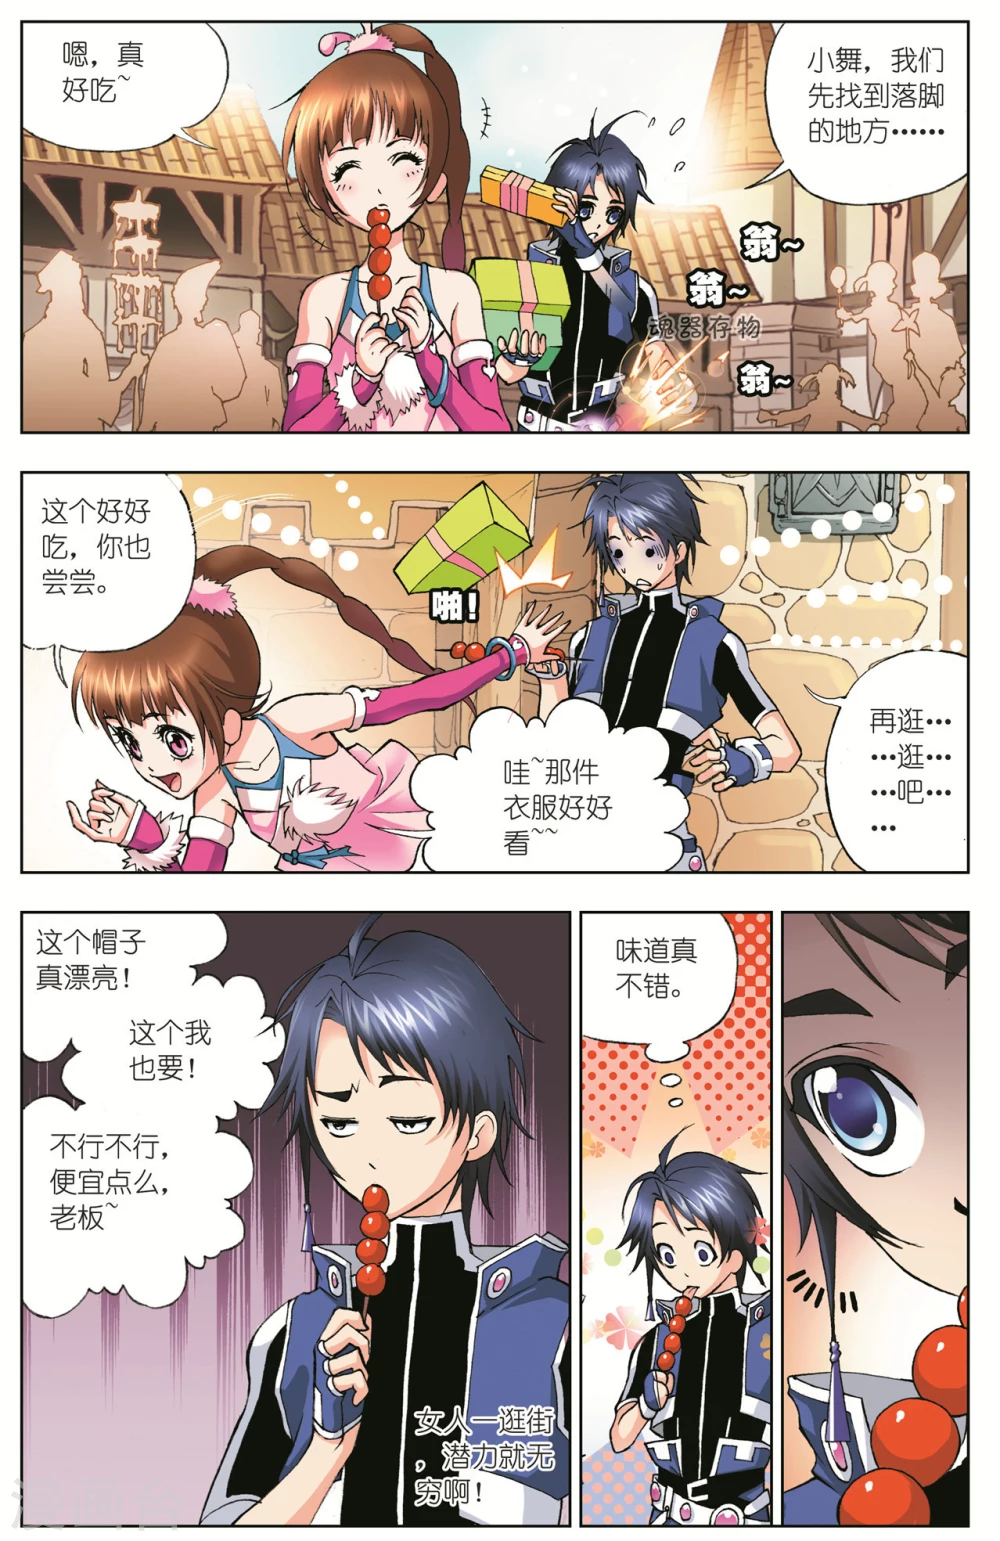 嗯，真
好吃~
小舞，我们
先找到落脚
的地方……
翁~
翁~
魂器存物
翁~
这个好好
吃，你也
尝尝。
啪！
哇~那件
衣服好好
看~~
再逛…
…逛…
…吧…
…
这个帽子
真漂亮！
这个我
也要！
不行不行，
便宜点么，
老板~
女人一逛街
，潜力就无
穷啊！
味道真
不错。